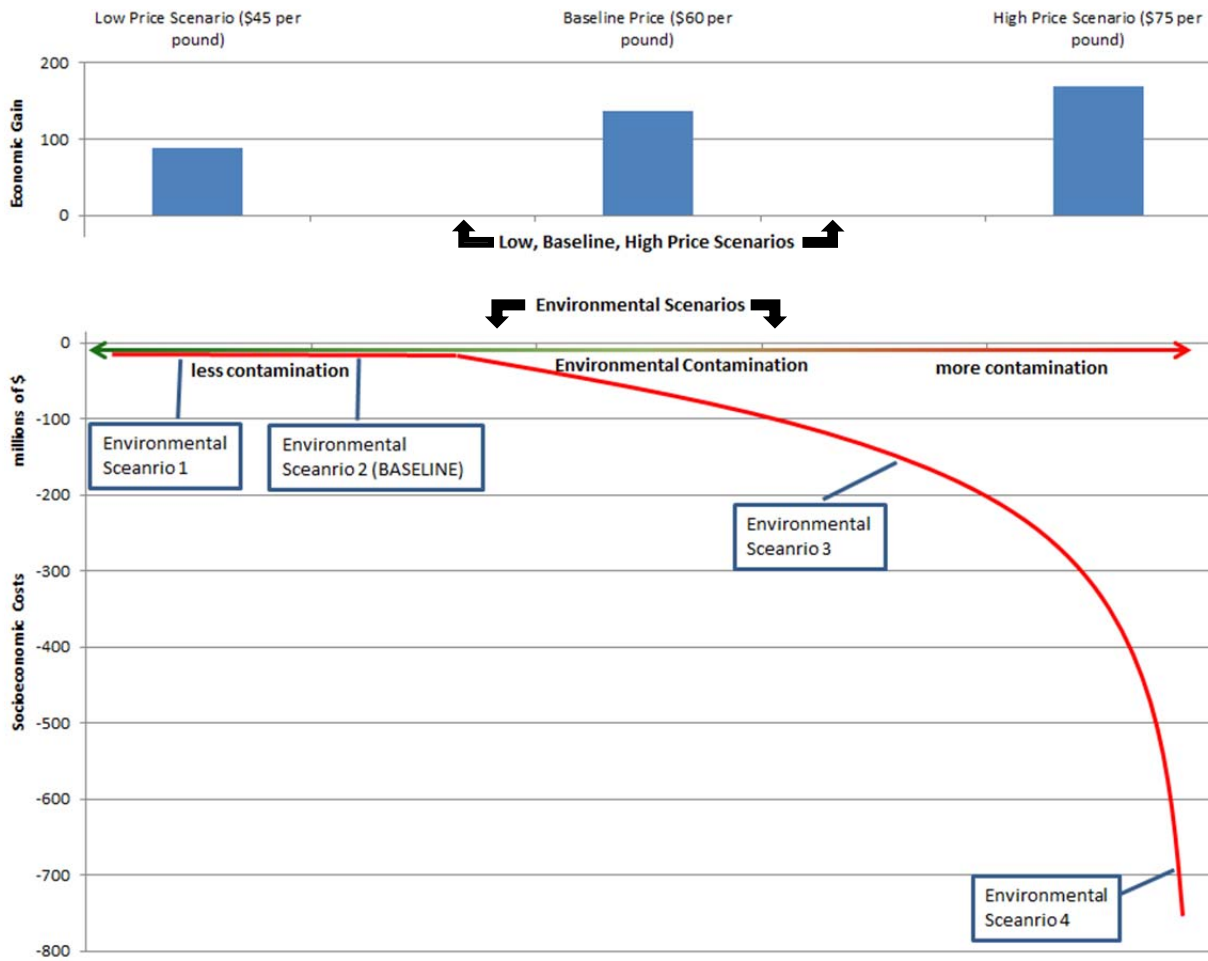 Low Price Scenario ($45 per
pound)
Baseline Price ($60 per
pound)
High Price Scenario ($75 per
pound)
Economic Gain
200
100
0
Low, Baseline, High Price Scenarios
Environmental Scenarios
millions of $
Socioeconomic Costs
0
-100
-200
-300
-400
-500
-600
-700
-800
less contamination
Environmental Contamination
more contamination
Environmental
Sceanrio 1
Environmental
Sceanrio 2 (BASELINE)
Environmental
Sceanrio 3
Environmental
Sceanrio 4